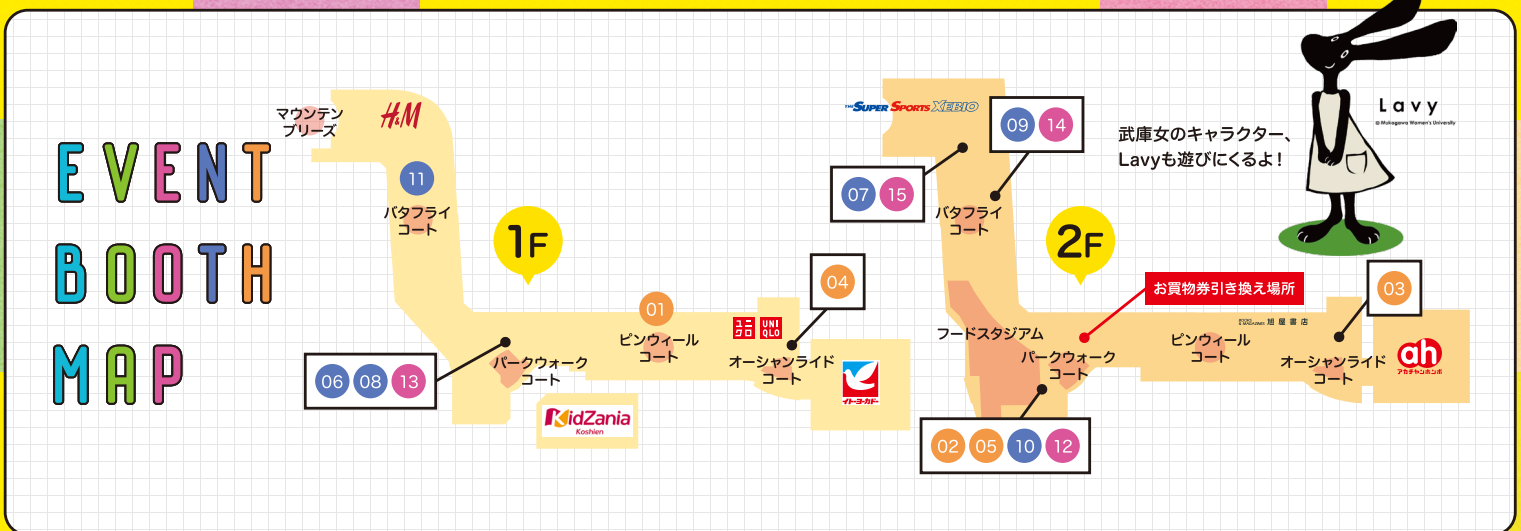 EVENT
BOOTH
MAP
マウンテン
ブリーズ
H&M
11
バタフライ
コート
1F
04
01
ピンウィール
コート
ユニ
クロ
UNI
QLO
オーシャンライド
コート
イトーヨーカドー
パークウォーク
コート
06 08 13
KidZania
Koshien
THE SUPER SPORTS XEBIO
09 14
07 15
バタフライ
コート
2F
お買物券引き換え場所
フードスタジアム
パークウォーク
コート
02 05 10 12
旭屋書店
ピンウィール
コート
03
オーシャンライド
コート
ah
アカチャンホンポ
武庫女のキャラクター、
Lavyも遊びにくるよ!
Lavy
© Mukogawa Women's University